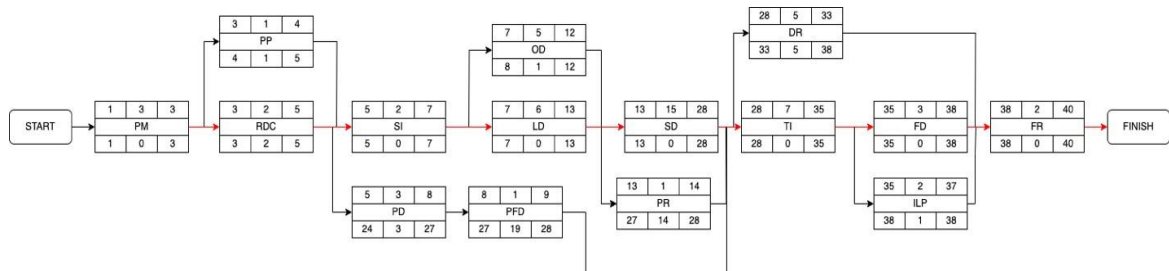 START
1 3 3
PM
1 0 3
3 1 4
PP
4 1 5
3 2 5
RDC
3 2 5
5 2 7
SI
5 0 7
5 3 8
PD
24 3 27
8 1 9
PFD
27 19 28
7 5 12
OD
8 1 12
7 6 13
LD
7 0 13
13 15 28
SD
13 0 28
13 1 14
PR
27 14 28
28 5 33
DR
33 5 38
28 7 35
TI
28 0 35
35 3 38
FD
35 0 38
35 2 37
ILP
38 1 38
38 2 40
FR
38 0 40
FINISH